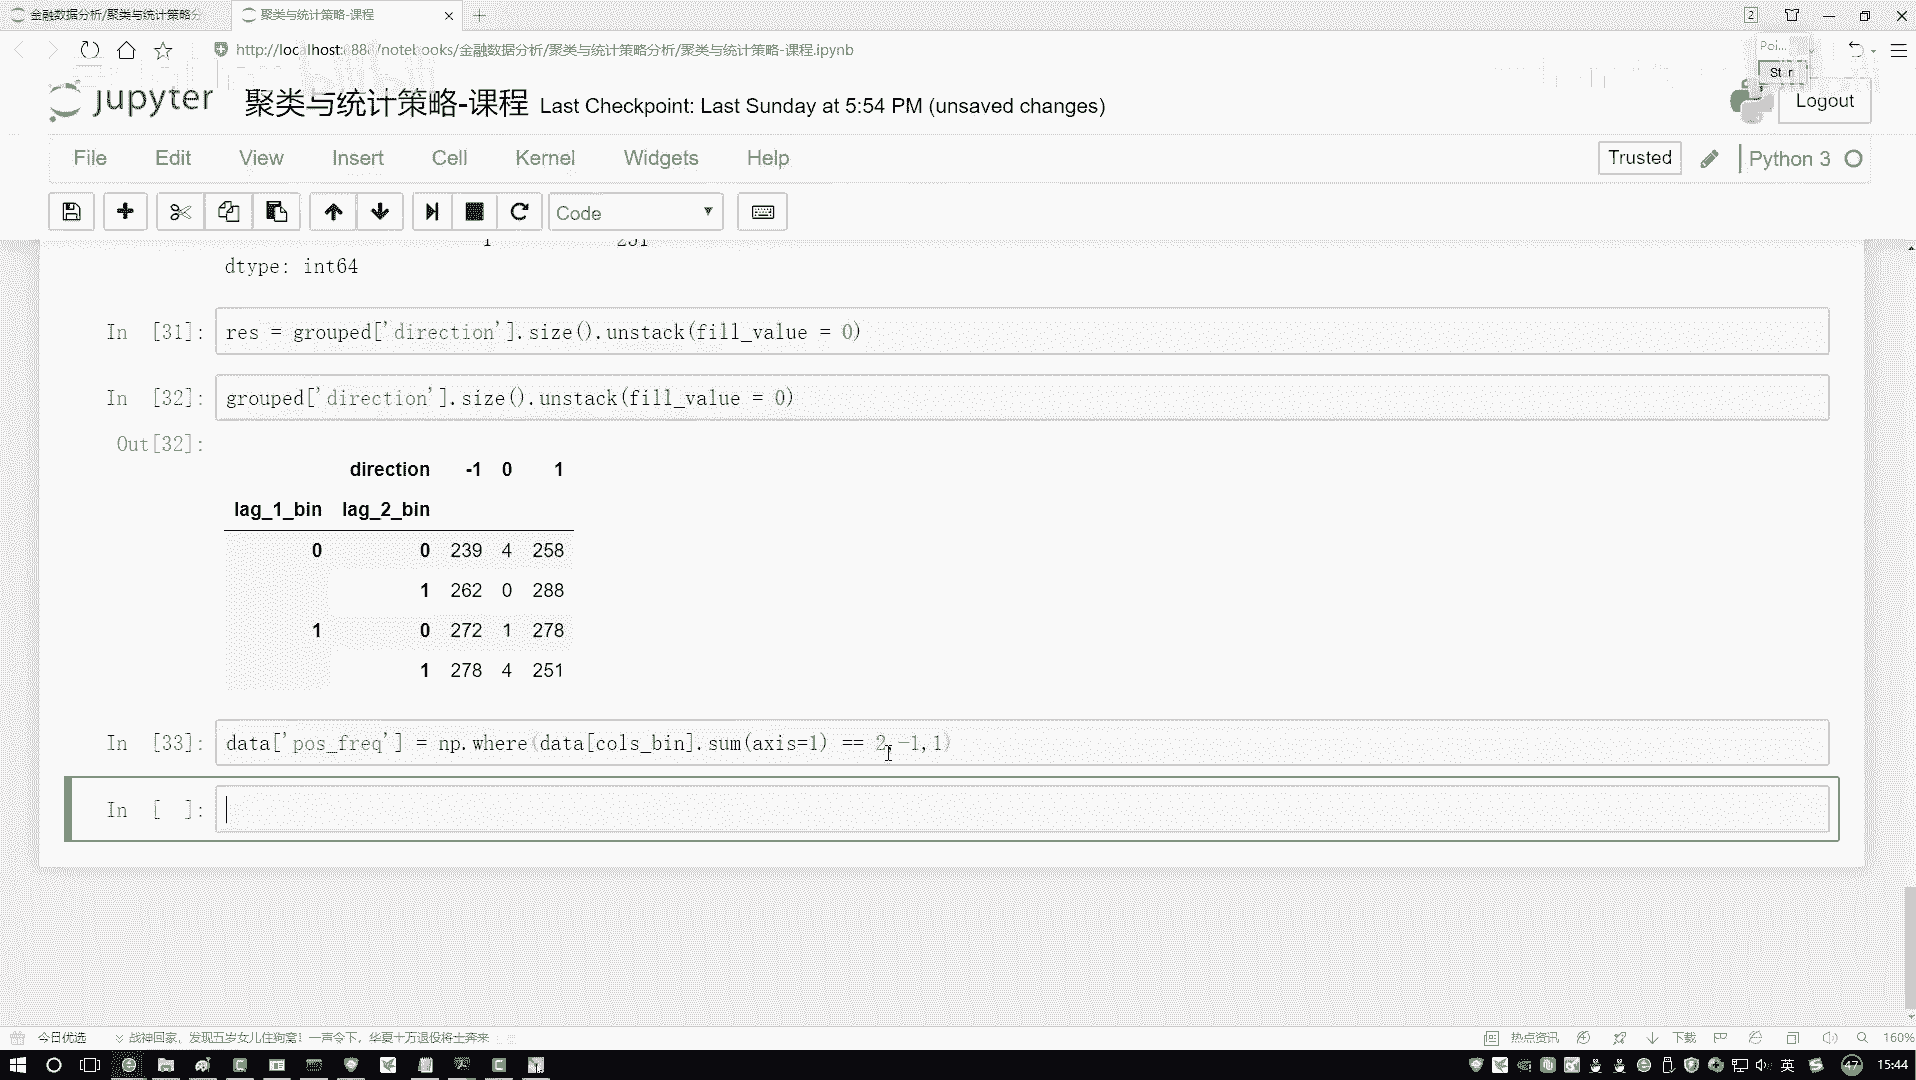 金融数据分析/聚类与统计策略分
聚类与统计策略-课程
http://localhost:888/notebooks/金融数据分析/聚类与统计策略分析/聚类与统计策略-课程.ipynb
jupyter 聚类与统计策略-课程 Last Checkpoint: Last Sunday at 5:54 PM (unsaved changes)
Logout
File Edit View Insert Cell Kernel Widgets Help
Trusted Python 3
Code
1 251
dtype: int64
In [31]: res = grouped['direction'].size().unstack(fill_value = 0)
In [32]: grouped['direction'].size().unstack(fill_value = 0)
Out[32]:
direction -1 0 1
lag_1_bin lag_2_bin
0 0 239 4 258
1 262 0 288
1 0 272 1 278
1 278 4 251
In [33]: data['pos_freq'] = np.where(data[cols_bin].sum(axis=1) == 2,-1,1)
In [ ]:
今日优选 战神回家，发现五岁女儿住狗窝！一声令下，华夏十万退役将士奔来
热点资讯 下载 160%
英 47 15:44